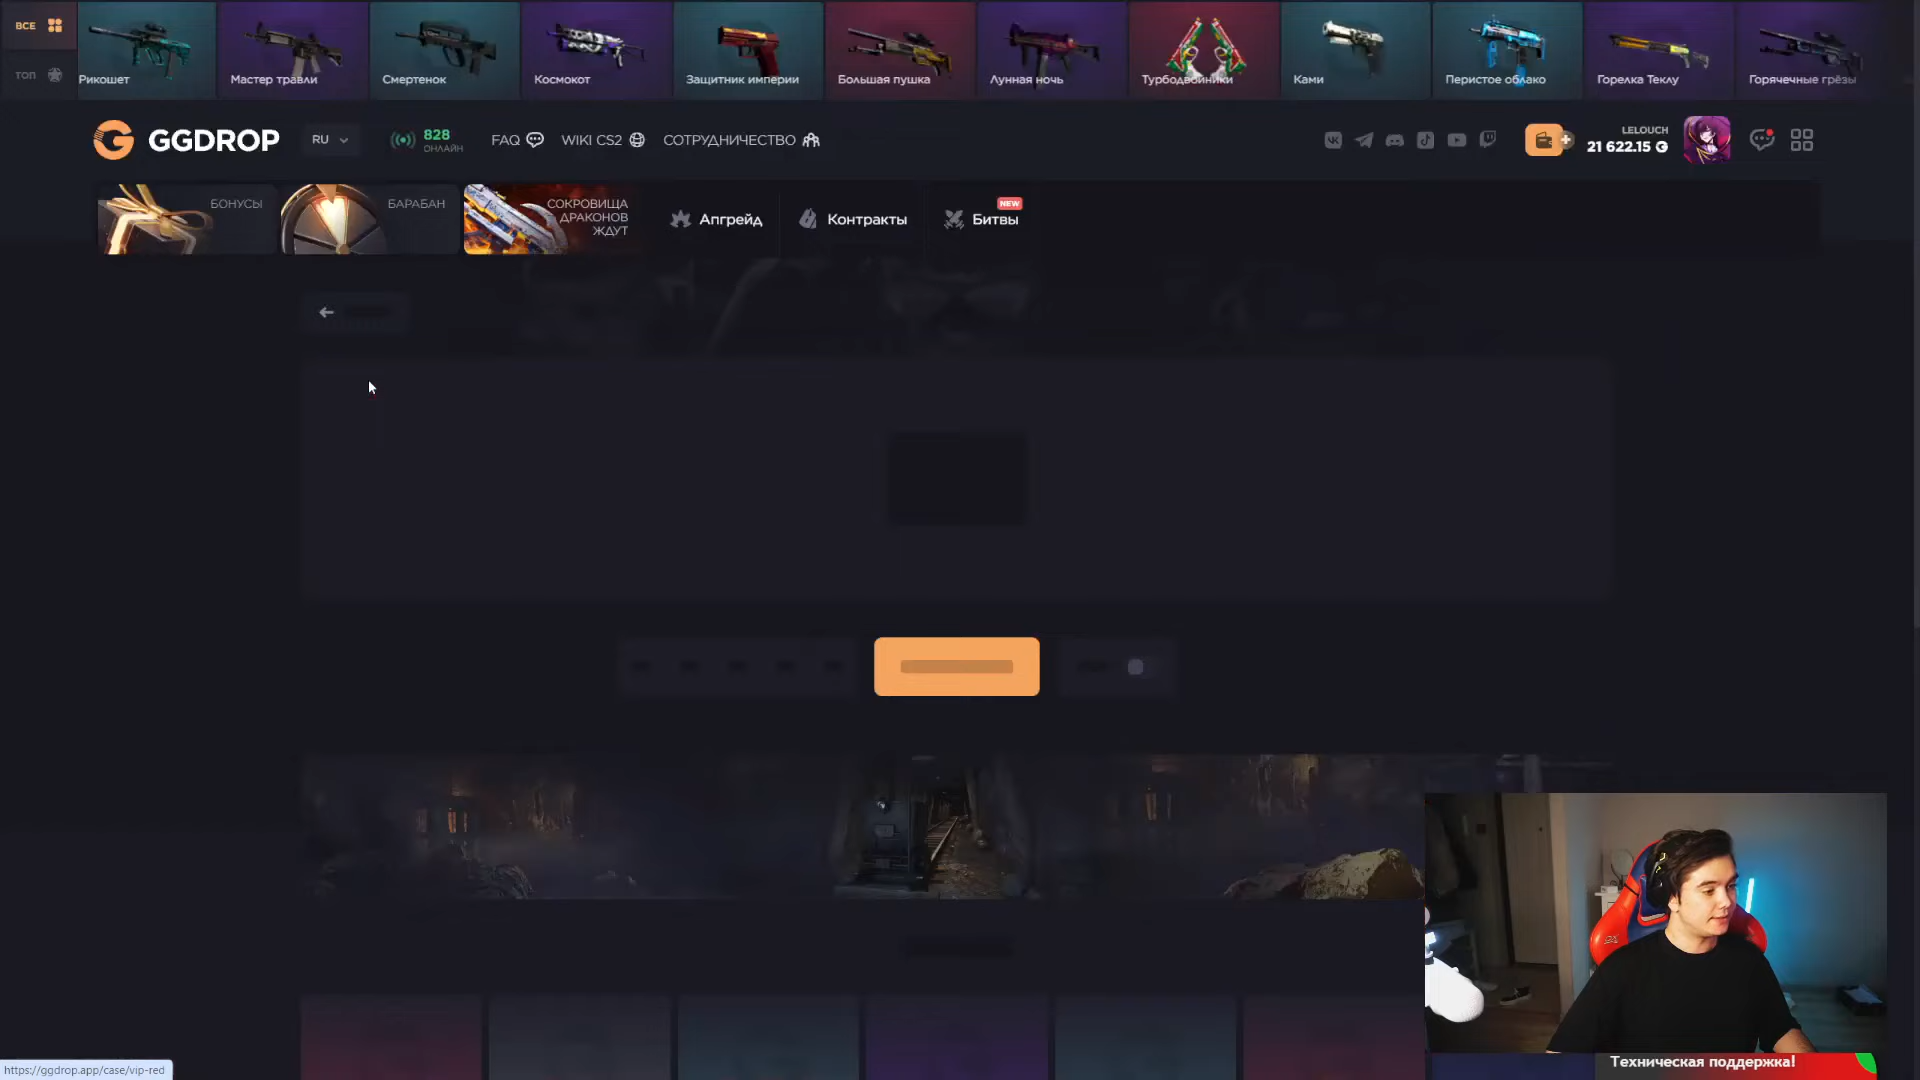 ВСЕ
ТОП
Рикошет
Мастер травли
Смертенок
Космокот
Защитник империи
Большая пушка
Лунная ночь
Турбодвойники
Ками
Перистое облако
Горелка Теклу
Горячечные грёзы
GGDROP
RU
828
ОНЛАЙН
FAQ
WIKI CS2
СОТРУДНИЧЕСТВО
LELOUCH
21 622.15
БОНУСЫ
БАРАБАН
СОКРОВИЩА
ДРАКОНОВ
ЖДУТ
Апгрейд
Контракты
NEW
Битвы
Техническая поддержка!
https://ggdrop.app/case/vip-red